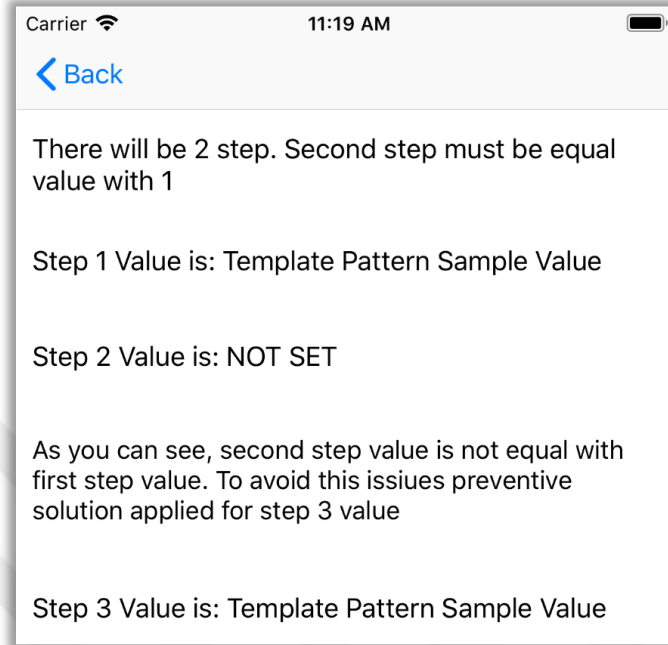 Carrier
11:19 AM
Back
There will be 2 step. Second step must be equal
value with 1
Step 1 Value is: Template Pattern Sample Value
Step 2 Value is: NOT SET
As you can see, second step value is not equal with
first step value. To avoid this issiues preventive
solution applied for step 3 value
Step 3 Value is: Template Pattern Sample Value